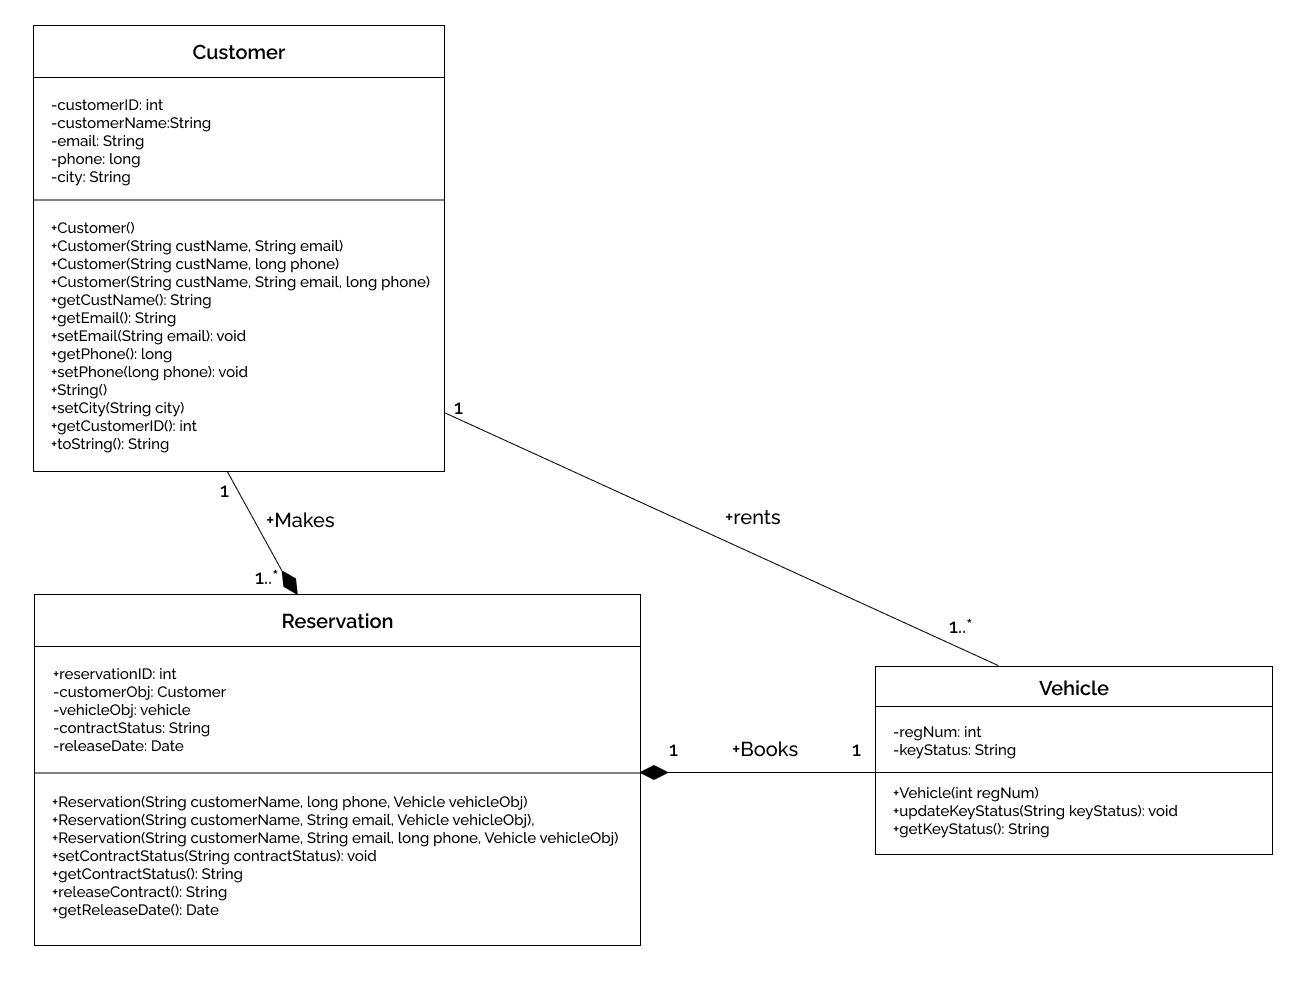 Customer
-customerID: int
-customerName:String
-email: String
-phone: long
-city: String
+Customer()
+Customer(String custName, String email)
+Customer(String custName, long phone)
+Customer(String custName, String email, long phone)
+getCustName(): String
+getEmail(): String
+setEmail(String email): void
+getPhone(): long
+setPhone(long phone): void
+String()
+setCity(String city)
+getCustomerID(): int
+toString(): String
1
1
+Makes
+rents
1..*
1..*
Reservation
+reservationID: int
-customerObj: Customer
-vehicleObj: vehicle
-contractStatus: String
-releaseDate: Date
+Reservation(String customerName, long phone, Vehicle vehicleObj)
+Reservation(String customerName, String email, Vehicle vehicleObj),
+Reservation(String customerName, String email, long phone, Vehicle vehicleObj)
+setContractStatus(String contractStatus): void
+getContractStatus(): String
+releaseContract(): String
+getReleaseDate(): Date
1
+Books
1
Vehicle
-regNum: int
-keyStatus: String
+Vehicle(int regNum)
+updateKeyStatus(String keyStatus): void
+getKeyStatus(): String